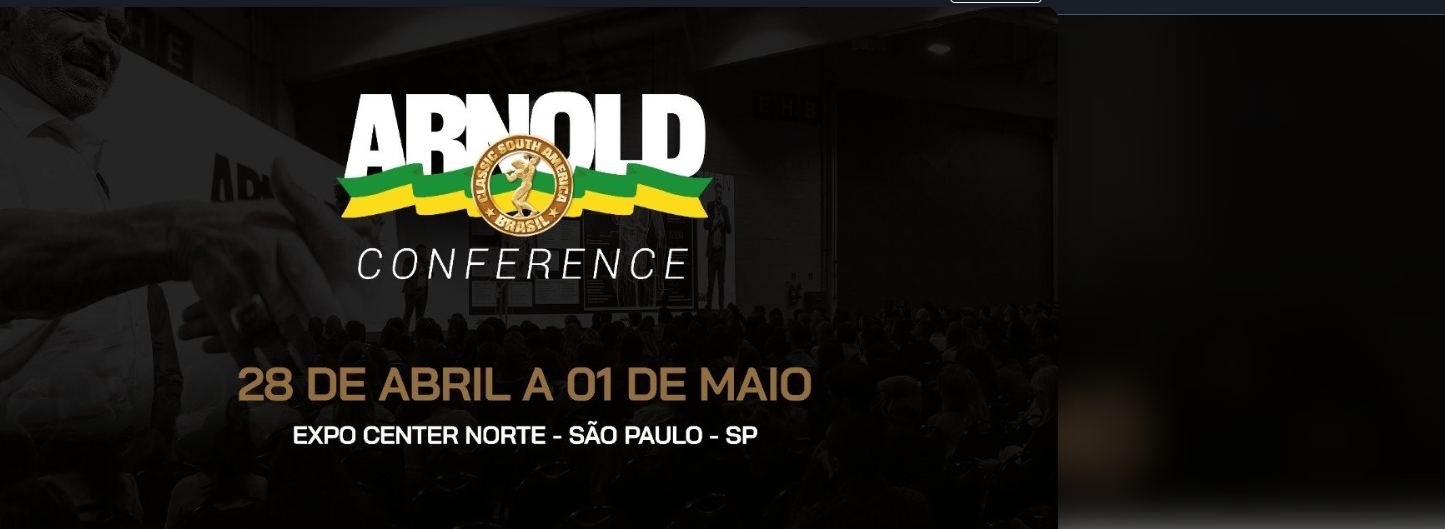 ARNOLD
CLASSIC SOUTH AMERICA
BRASIL
CONFERENCE
28 DE ABRIL A 01 DE MAIO
EXPO CENTER NORTE - SÃO PAULO - SP